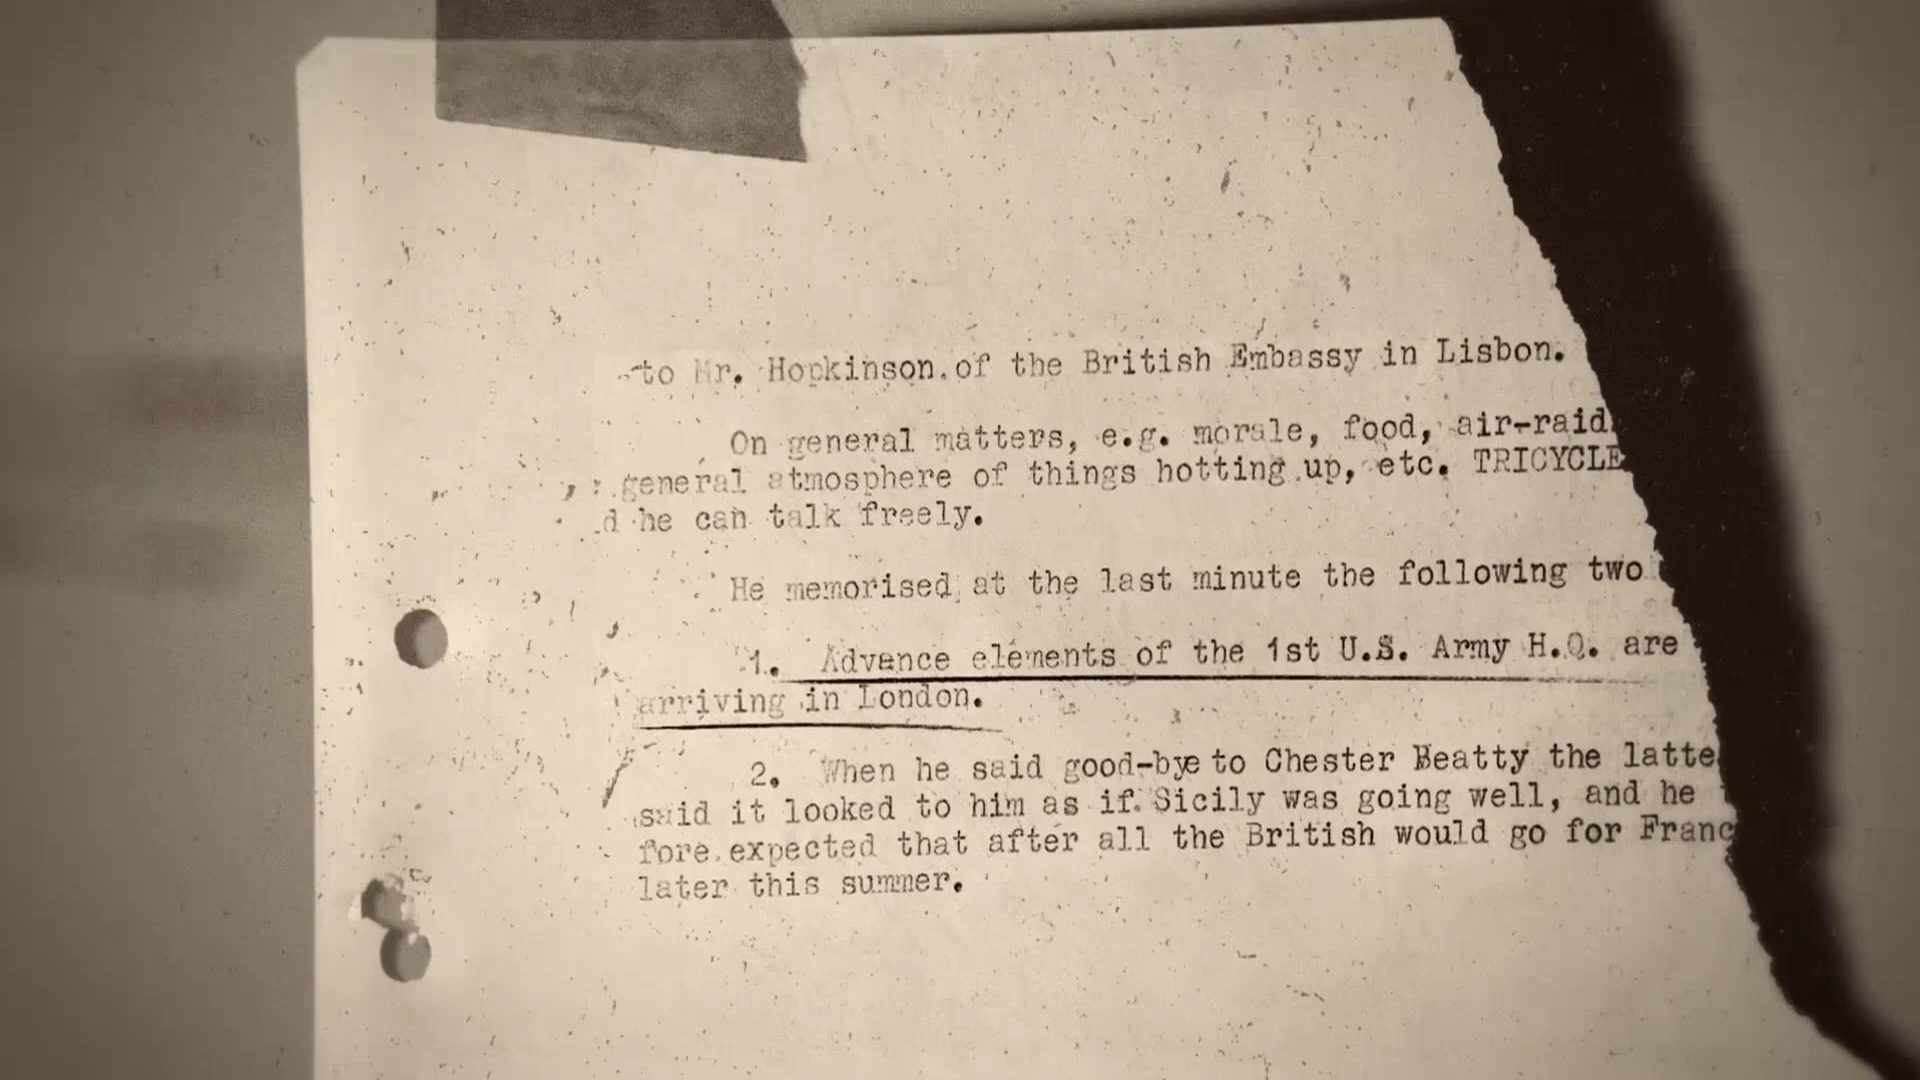 to Mr. Hopkinson of the British Embassy in Lisbon.
On general matters, e.g. morale, food, air-raid
general atmosphere of things hotting up, etc. TRICYCLE
d he can talk freely.
He memorised at the last minute the following two
1. Advance elements of the 1st U.S. Army H.Q. are
arriving in London.
2. When he said good-bye to Chester Beatty the latte
said it looked to him as if Sicily was going well, and he
fore expected that after all the British would go for Franc
later this summer.